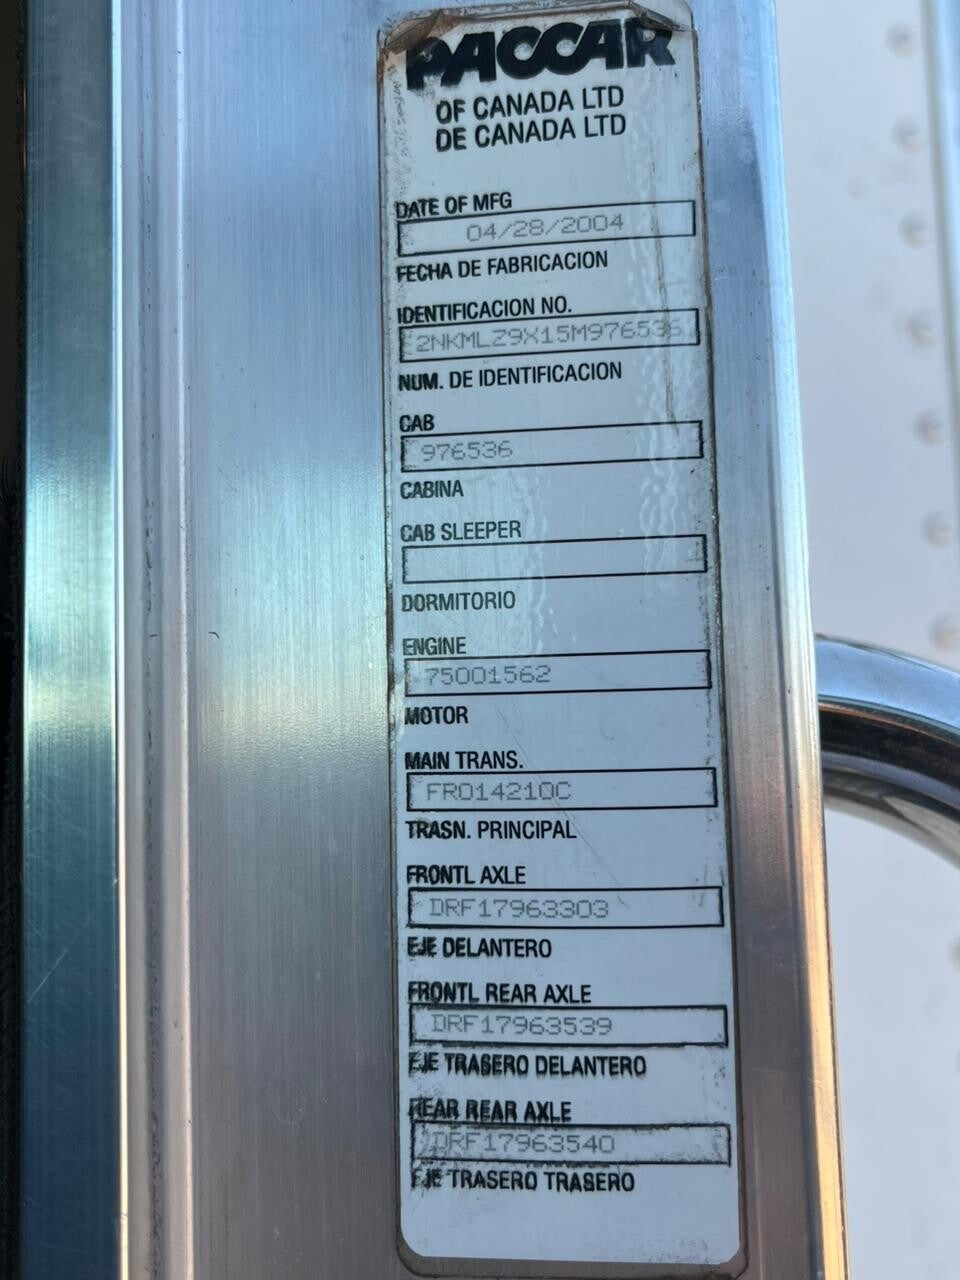 PACCAR
OF CANADA LTD
DE CANADA LTD
DATE OF MFG
04/28/2004
FECHA DE FABRICACION
IDENTIFICACION NO.
2NKMLZ9X15M976536
NUM. DE IDENTIFICACION
CAB
976536
CABINA
CAB SLEEPER
DORMITORIO
ENGINE
75001562
MOTOR
MAIN TRANS.
FRO14210C
TRASN. PRINCIPAL
FRONTL AXLE
DRF17963303
EJE DELANTERO
FRONTL REAR AXLE
DRF17963539
EJE TRASERO DELANTERO
REAR REAR AXLE
DRF17963540
EJE TRASERO TRASERO